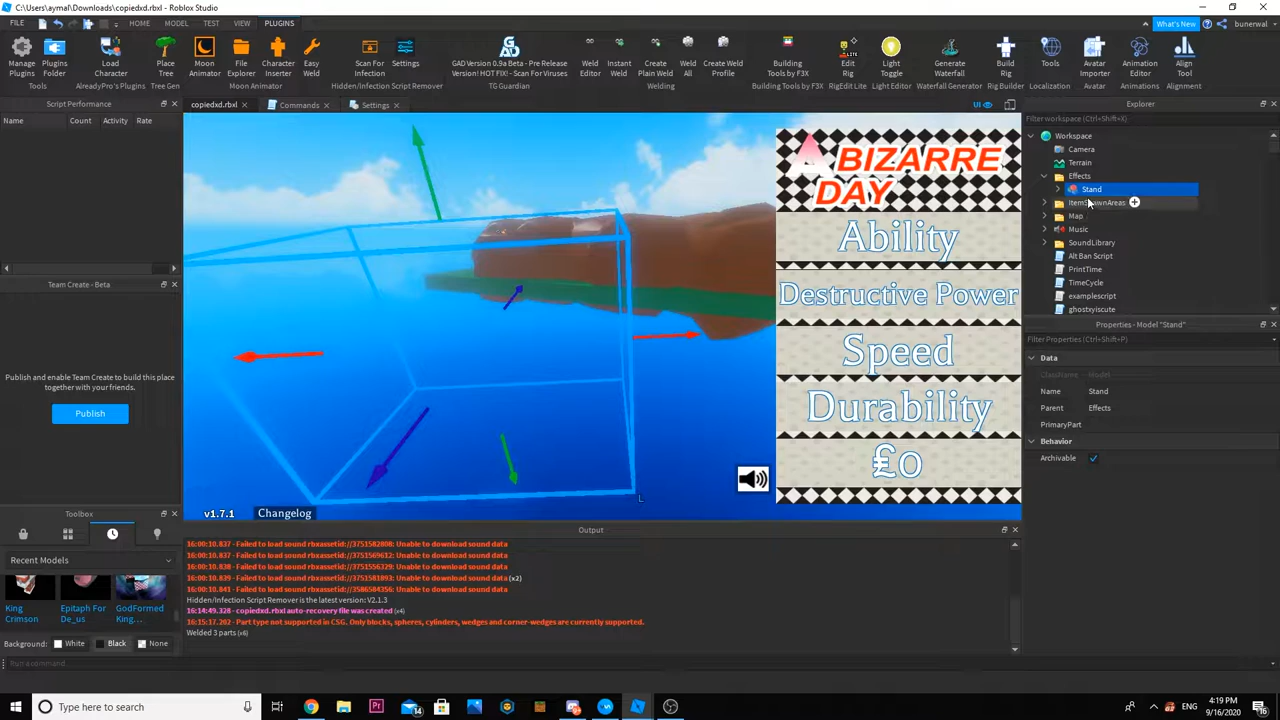 C:\Users\aymal\Downloads\copiedxd.rbxl - Roblox Studio
FILE HOME MODEL TEST VIEW PLUGINS What's New bunerwal
Manage Plugins
Plugins Folder
Tools
Load Character
AlreadyPro's Plugins
Place Tree
Tree Gen
Moon Animator
File Explorer
Character Inserter
Easy Weld
Moon Animator
Scan For Infection
Settings
Hidden/Infection Script Remover
GAD Version 0.9a Beta - Pre Release
Version! HOT FIX! - Scan For Viruses
TG Guardian
Weld Editor
Instant Weld
Create Plain Weld
Weld All
Create Weld Profile
Welding
Building Tools
Building Tools by F3X
Edit Rig
RigEdit Lite
Light Toggle
Light Editor
Generate Waterfall
Waterfall Generator
Build Rig
Rig Builder
Tools
Localization
Avatar Importer
Avatar
Animation Editor
Animations
Align Tool
Alignment
Script Performance
Name Count Activity Rate
Team Create - Beta
Publish and enable Team Create to build this place
together with your friends.
Publish
Toolbox
Recent Models
King Crimson
Epitaph For De_us
GodFormed King...
Background: White Black None
copiedxd.rbxl Commands Settings
UI
A BIZARRE
DAY
Ability
Destructive Power
Speed
Durability
£0
v1.7.1 Changelog
L
Output
16:00:10.837 - Failed to load sound rbxassetid://3751582808: Unable to download sound data
16:00:10.837 - Failed to load sound rbxassetid://3751569612: Unable to download sound data
16:00:10.838 - Failed to load sound rbxassetid://3751556329: Unable to download sound data
16:00:10.839 - Failed to load sound rbxassetid://3751581893: Unable to download sound data (x2)
16:00:10.841 - Failed to load sound rbxassetid://3586584356: Unable to download sound data
Hidden/Infection Script Remover is the latest version: V2.1.3
16:14:49.328 - copiedxd.rbxl auto-recovery file was created (x4)
16:15:17.202 - Part type not supported in CSG. Only blocks, spheres, cylinders, wedges and corner-wedges are currently supported.
Welded 3 parts (x6)
Run a command
Explorer
Filter workspace (Ctrl+Shift+X)
Workspace
Camera
Terrain
Effects
Stand
Map
Music
SoundLibrary
Alt Ban Script
PrintTime
TimeCycle
examplescript
ghostxyiscute
Properties - Model "Stand"
Filter Properties (Ctrl+Shift+P)
Data
ClassName Model
Name Stand
Parent Effects
PrimaryPart
Behavior
Archivable
Type here to search
Pr
14
ENG
4:19 PM
9/16/2020
16